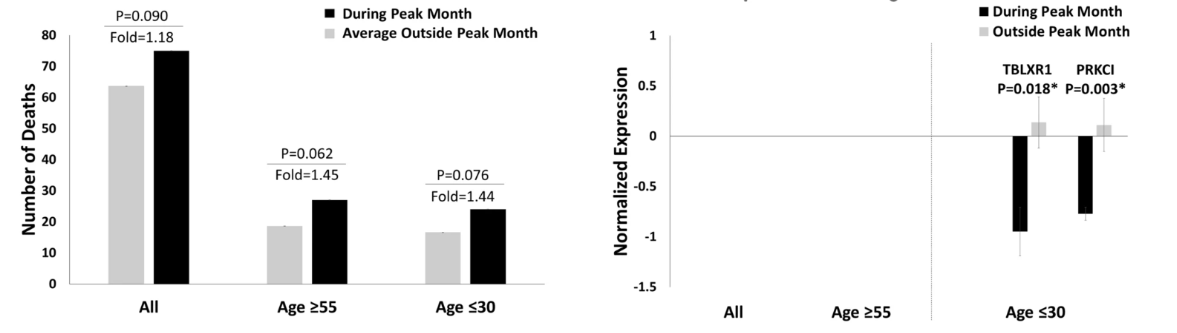 P=0.090
Fold=1.18
During Peak Month
Average Outside Peak Month
80
70
60
50
40
30
20
10
0
Number of Deaths
P=0.062
Fold=1.45
P=0.076
Fold=1.44
All
Age ≥55
Age ≤30
During Peak Month
Outside Peak Month
1
0.5
0
-0.5
-1
-1.5
Normalized Expression
TBLXR1
P=0.018*
PRKCI
P=0.003*
All
Age ≥55
Age ≤30